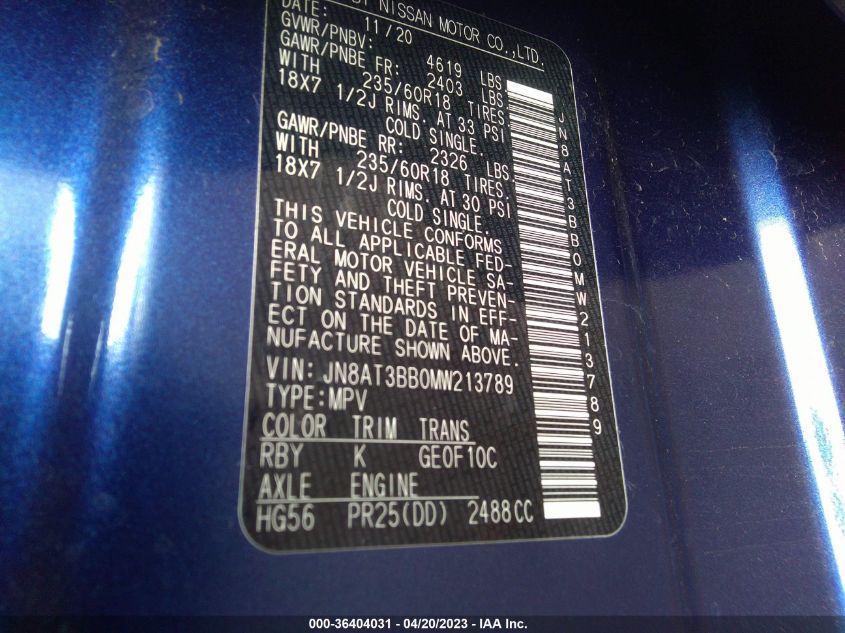 BY NISSAN MOTOR CO.,LTD.
DATE: 11/20
GVWR/PNBV: 4619 LBS
GAWR/PNBE FR: 2403 LBS.
WITH 235/60R18 TIRES.
18X7 1/2J RIMS. AT 33 PSI
COLD SINGLE.
GAWR/PNBE RR: 2326 LBS.
WITH 235/60R18 TIRES.
18X7 1/2J RIMS. AT 30 PSI
COLD SINGLE.
THIS VEHICLE CONFORMS
TO ALL APPLICABLE FED-
ERAL MOTOR VEHICLE SA-
FETY AND THEFT PREVEN-
TION STANDARDS IN EFF-
ECT ON THE DATE OF MA-
NUFACTURE SHOWN ABOVE.
VIN: JN8AT3BB0MW213789
TYPE:MPV
COLOR TRIM TRANS
RBY K GE0F10C
AXLE ENGINE
HG56 PR25(DD) 2488CC
JN8AT3BB0MW213789
000-36404031 - 04/20/2023 - IAA Inc.